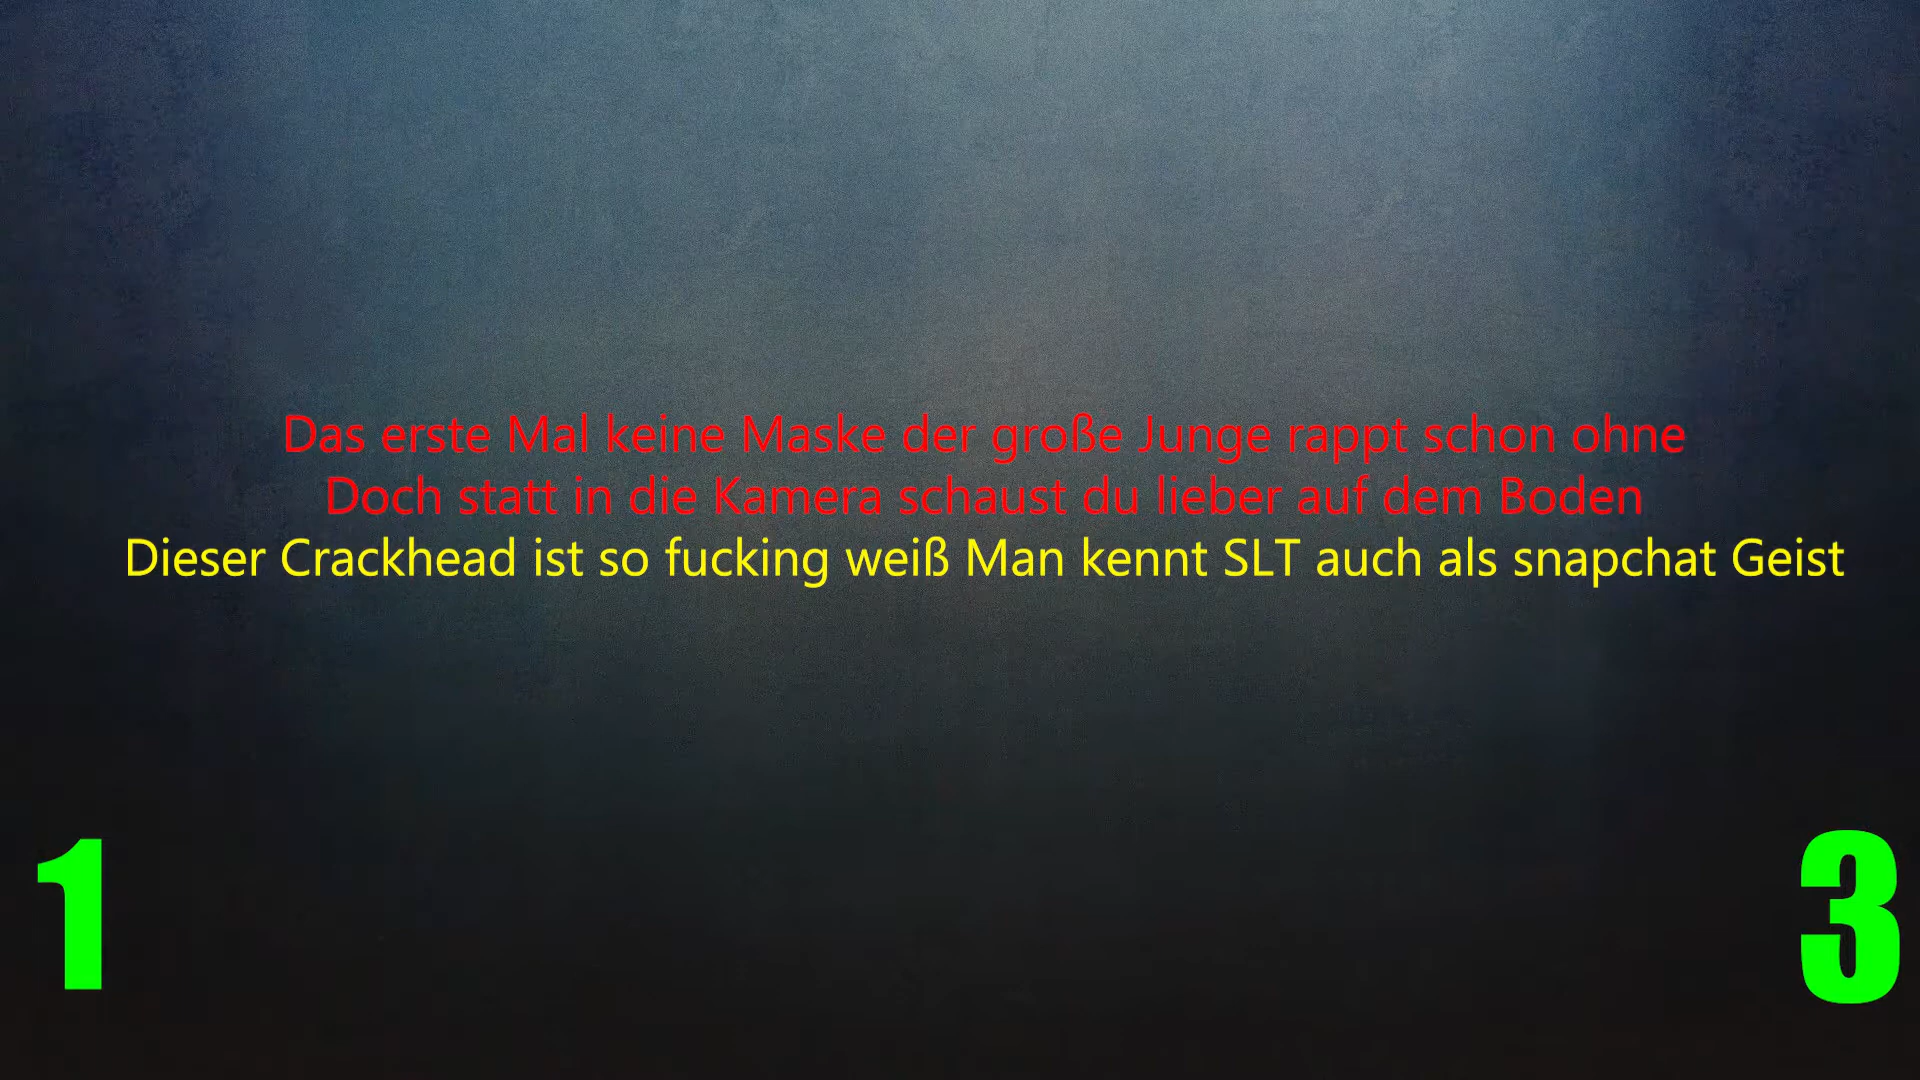 Das erste Mal keine Maske der große Junge rappt schon ohne
Doch statt in die Kamera schaust du lieber auf dem Boden
Dieser Crackhead ist so fucking weiß Man kennt SLT auch als snapchat Geist
1
3